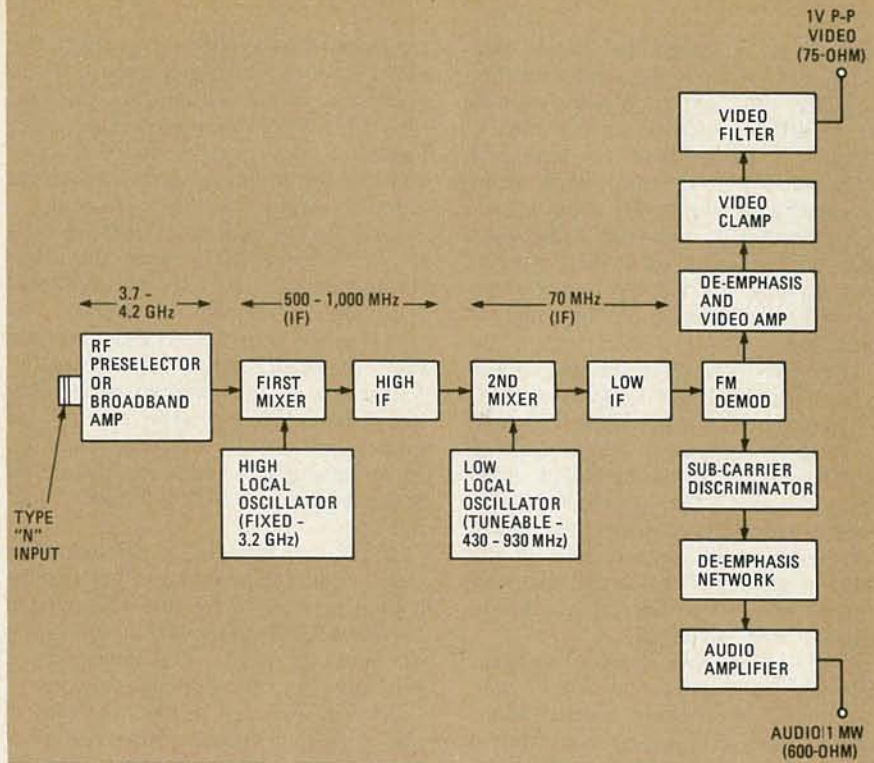 1V P-P
VIDEO
(75-OHM)
VIDEO
FILTER
VIDEO
CLAMP
DE-EMPHASIS
AND
VIDEO AMP
3.7 -
4.2 GHz
500 - 1,000 MHz
(IF)
70 MHz
(IF)
RF
PRESELECTOR
OR
BROADBAND
AMP
FIRST
MIXER
HIGH
IF
2ND
MIXER
LOW
IF
FM
DEMOD
HIGH
LOCAL
OSCILLATOR
(FIXED -
3.2 GHz)
LOW
LOCAL
OSCILLATOR
(TUNEABLE -
430 - 930 MHz)
SUB-CARRIER
DISCRIMINATOR
TYPE
"N"
INPUT
DE-EMPHASIS
NETWORK
AUDIO
AMPLIFIER
AUDIO 1 MW
(600-OHM)